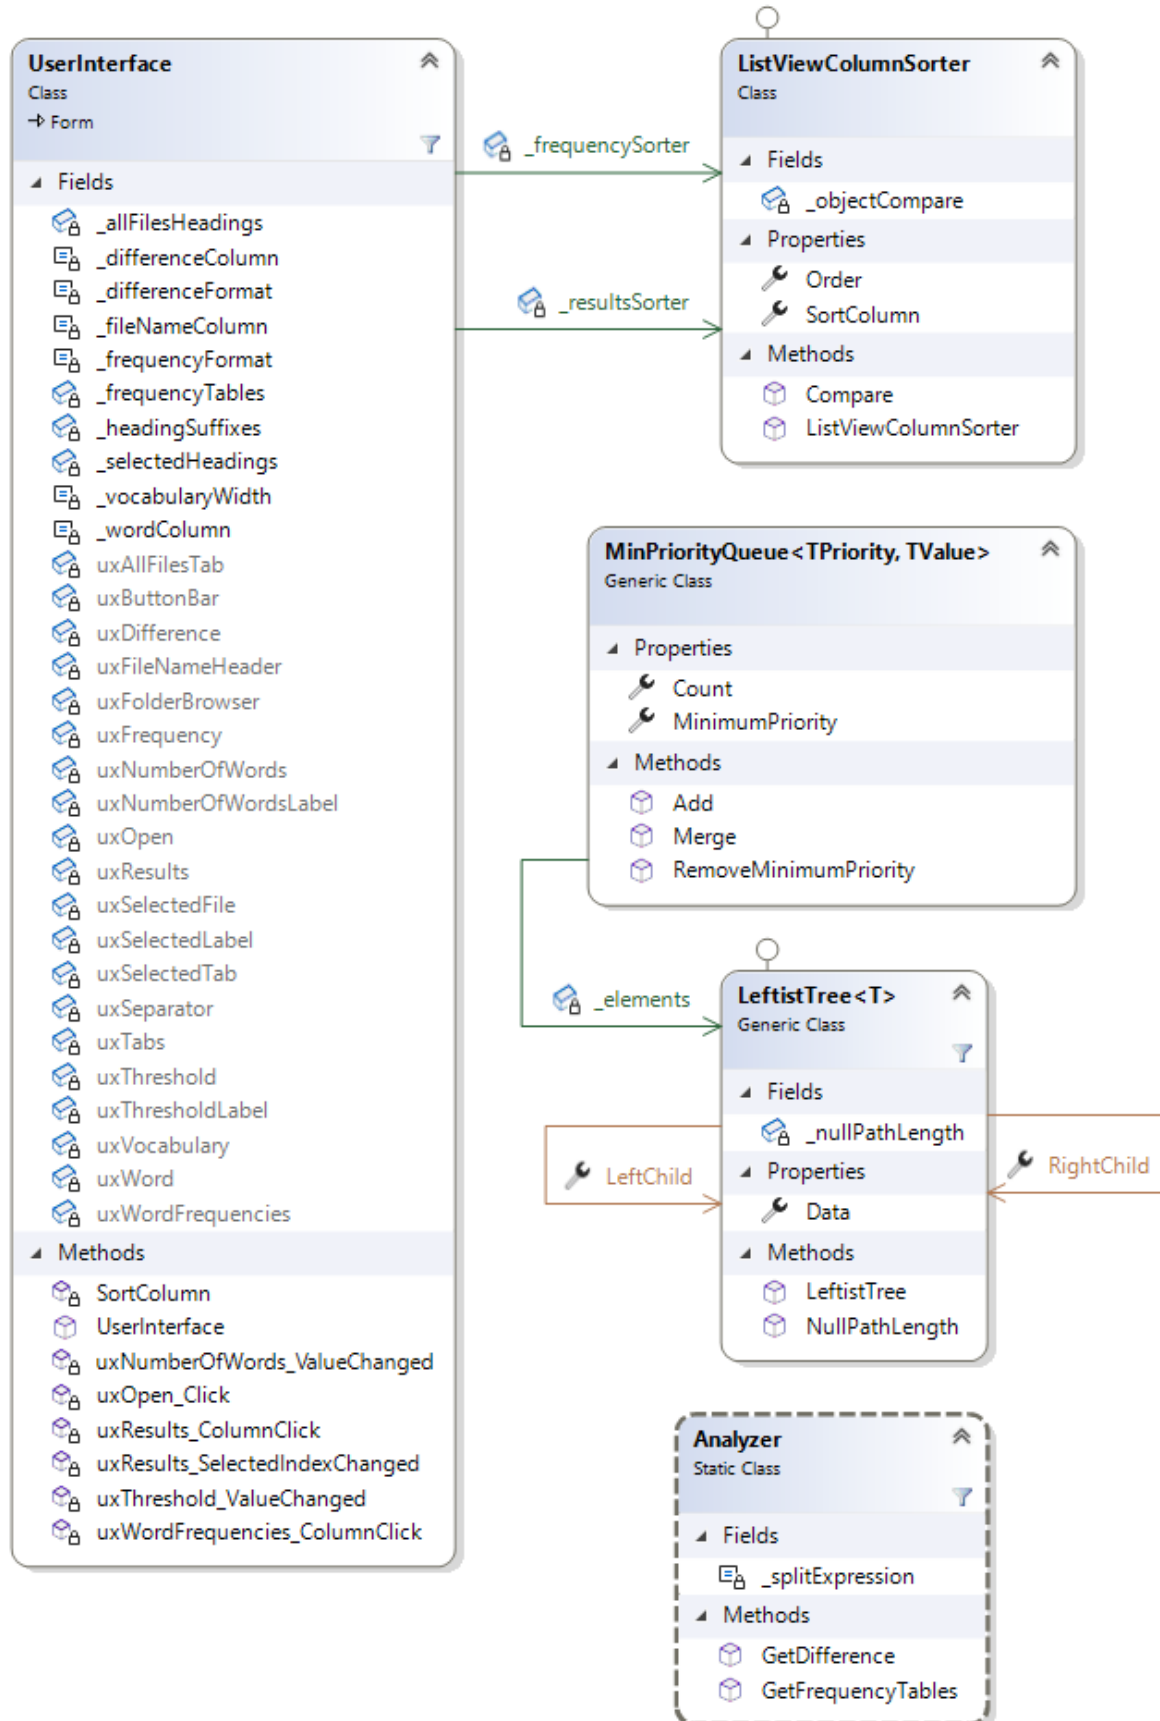 UserInterface
Class
Form
Fields
_allFilesHeadings
_differenceColumn
_differenceFormat
_fileNameColumn
_frequencyFormat
_frequencyTables
_headingSuffixes
_selectedHeadings
_vocabularyWidth
_wordColumn
uxAllFilesTab
uxButtonBar
uxDifference
uxFileNameHeader
uxFolderBrowser
uxFrequency
uxNumberOfWords
uxNumberOfWordsLabel
uxOpen
uxResults
uxSelectedFile
uxSelectedLabel
uxSelectedTab
uxSeparator
uxTabs
uxThreshold
uxThresholdLabel
uxVocabulary
uxWord
uxWordFrequencies
Methods
SortColumn
UserInterface
uxNumberOfWords_ValueChanged
uxOpen_Click
uxResults_ColumnClick
uxResults_SelectedIndexChanged
uxThreshold_ValueChanged
uxWordFrequencies_ColumnClick
_frequencySorter
_resultsSorter
ListViewColumnSorter
Class
Fields
_objectCompare
Properties
Order
SortColumn
Methods
Compare
ListViewColumnSorter
MinPriorityQueue<TPriority, TValue>
Generic Class
Properties
Count
MinimumPriority
Methods
Add
Merge
RemoveMinimumPriority
_elements
LeftistTree<T>
Generic Class
Fields
_nullPathLength
Properties
Data
Methods
LeftistTree
NullPathLength
LeftChild
RightChild
Analyzer
Static Class
Fields
_splitExpression
Methods
GetDifference
GetFrequencyTables